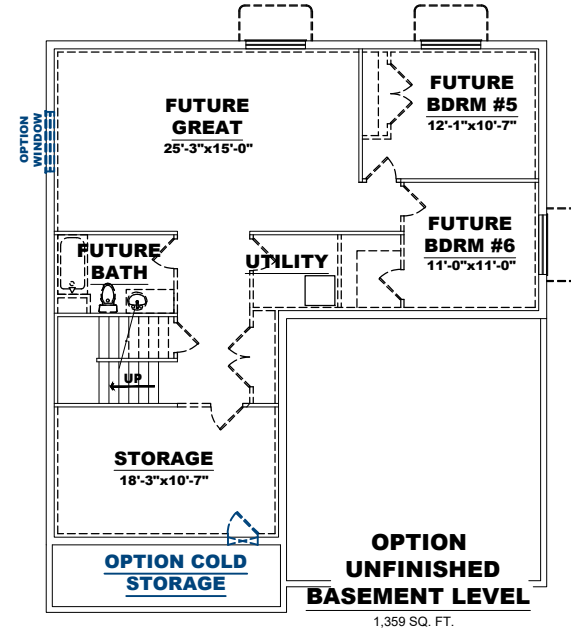 FUTURE
GREAT
25'-3"x15'-0"
FUTURE
BDRM #5
12'-1"x10'-7"
OPTION
WINDOW
FUTURE
BDRM #6
11'-0"x11'-0"
FUTURE
BATH
UTILITY
UP
STORAGE
18'-3"x10'-7"
OPTION COLD
STORAGE
OPTION
UNFINISHED
BASEMENT LEVEL
1,359 SQ. FT.